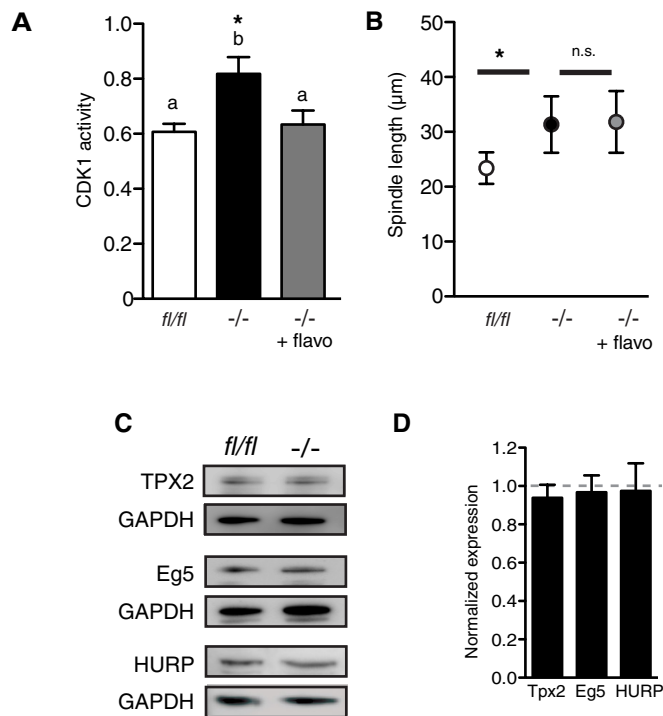 A
*
b
a
a
1.0
0.8
0.6
0.4
0.2
0
CDK1 activity
fl/fl
-/-
-/-
+ flavo
B
50
40
30
20
10
0
Spindle length (μm)
*
n.s.
fl/fl
-/-
-/-
+ flavo
C
fl/fl -/-
TPX2
GAPDH
Eg5
GAPDH
HURP
GAPDH
D
1.2
1.0
0.8
0.6
0.4
0.2
0.0
Normalized expression
Tpx2 Eg5 HURP